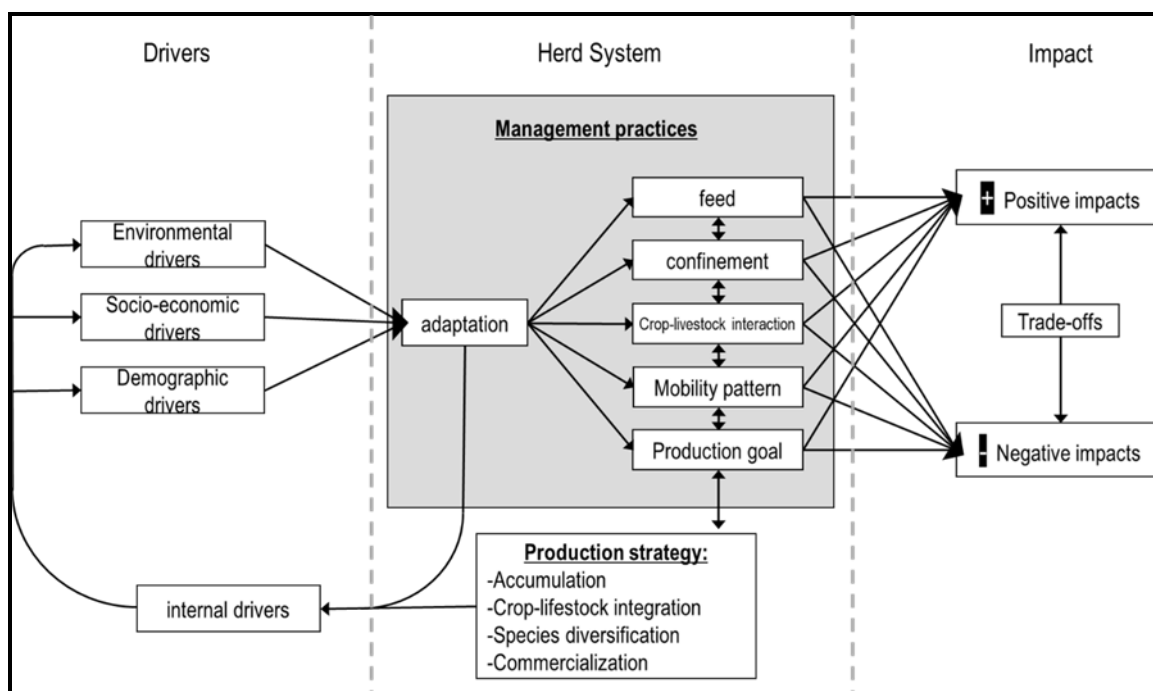 Drivers
Herd System
Impact
Management practices
feed
+ Positive impacts
Environmental
drivers
confinement
Socio-economic
drivers
adaptation
Crop-livestock interaction
Trade-offs
Demographic
drivers
Mobility pattern
Production goal
- Negative impacts
Production strategy:
-Accumulation
-Crop-lifestock integration
-Species diversification
-Commercialization
internal drivers